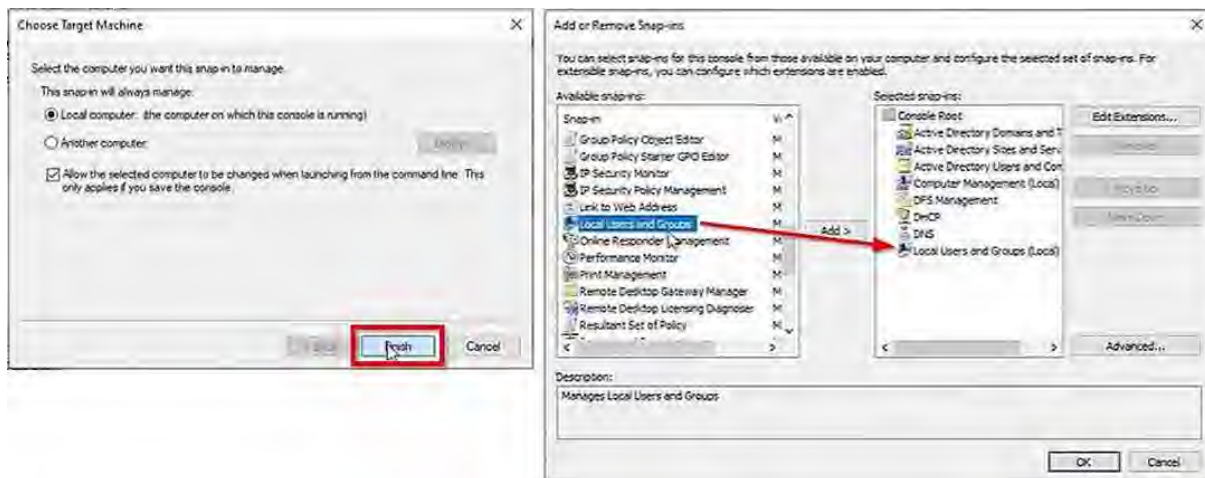 Choose Target Machine
Select the computer you want this snap-in to manage.
This snap-in will always manage:
Local computer: (the computer on which this console is running)
Another computer:
Allow the selected computer to be changed when launching from the command line. This
only applies if you save the console.
Finish
Cancel
Add or Remove Snap-ins
You can select snap-ins for this console from those available on your computer and configure the selected set of snap-ins. For
extensible snap-ins, you can configure which extensions are enabled.
Available snap-ins:
Snap-in
Group Policy Object Editor M
Group Policy Starter GPO Editor M
IP Security Monitor M
IP Security Policy Management M
Link to Web Address M
Local Users and Groups M
Online Responder Management M
Performance Monitor M
Print Management M
Remote Desktop Gateway Manager M
Remote Desktop Licensing Diagnoser M
Resultant Set of Policy M
Add >
Selected snap-ins:
Console Root
Active Directory Domains and T
Active Directory Sites and Servi
Active Directory Users and Com
Computer Management (Local)
DFS Management
DHCP
DNS
Local Users and Groups (Local)
Edit Extensions...
Advanced...
Description:
Manages Local Users and Groups
OK
Cancel